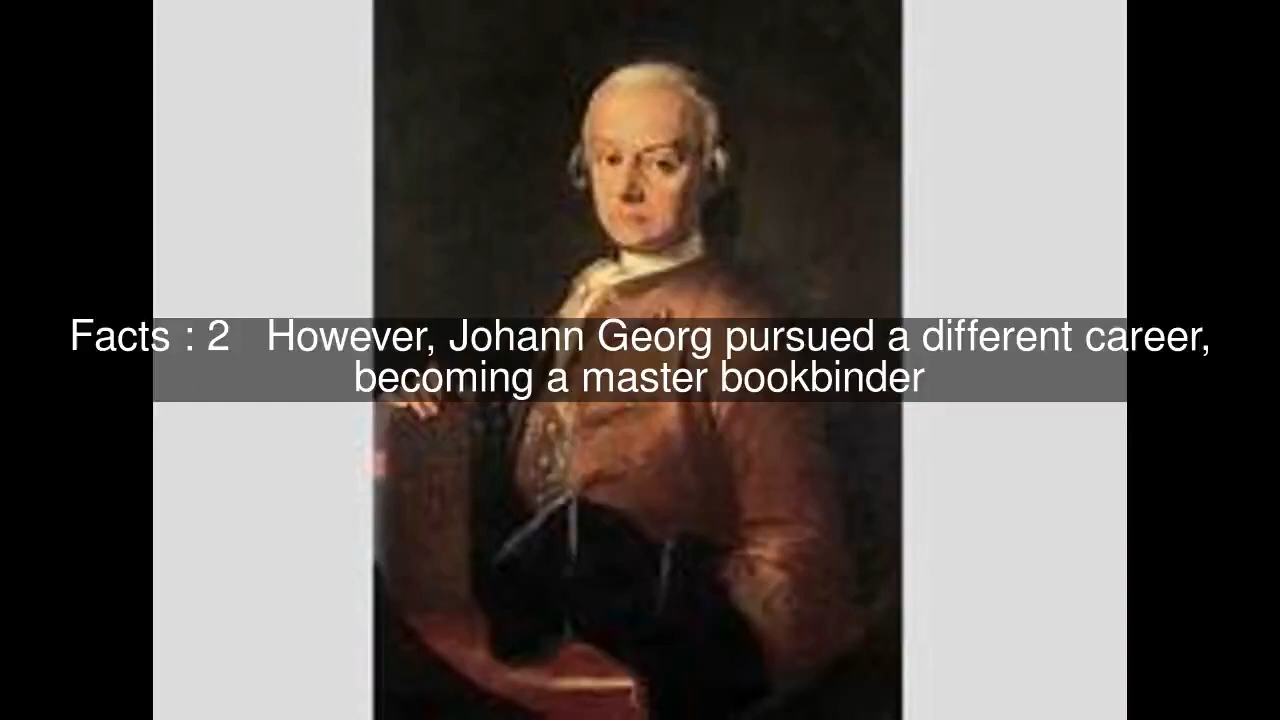 Facts : 2   However, Johann Georg pursued a different career,
becoming a master bookbinder